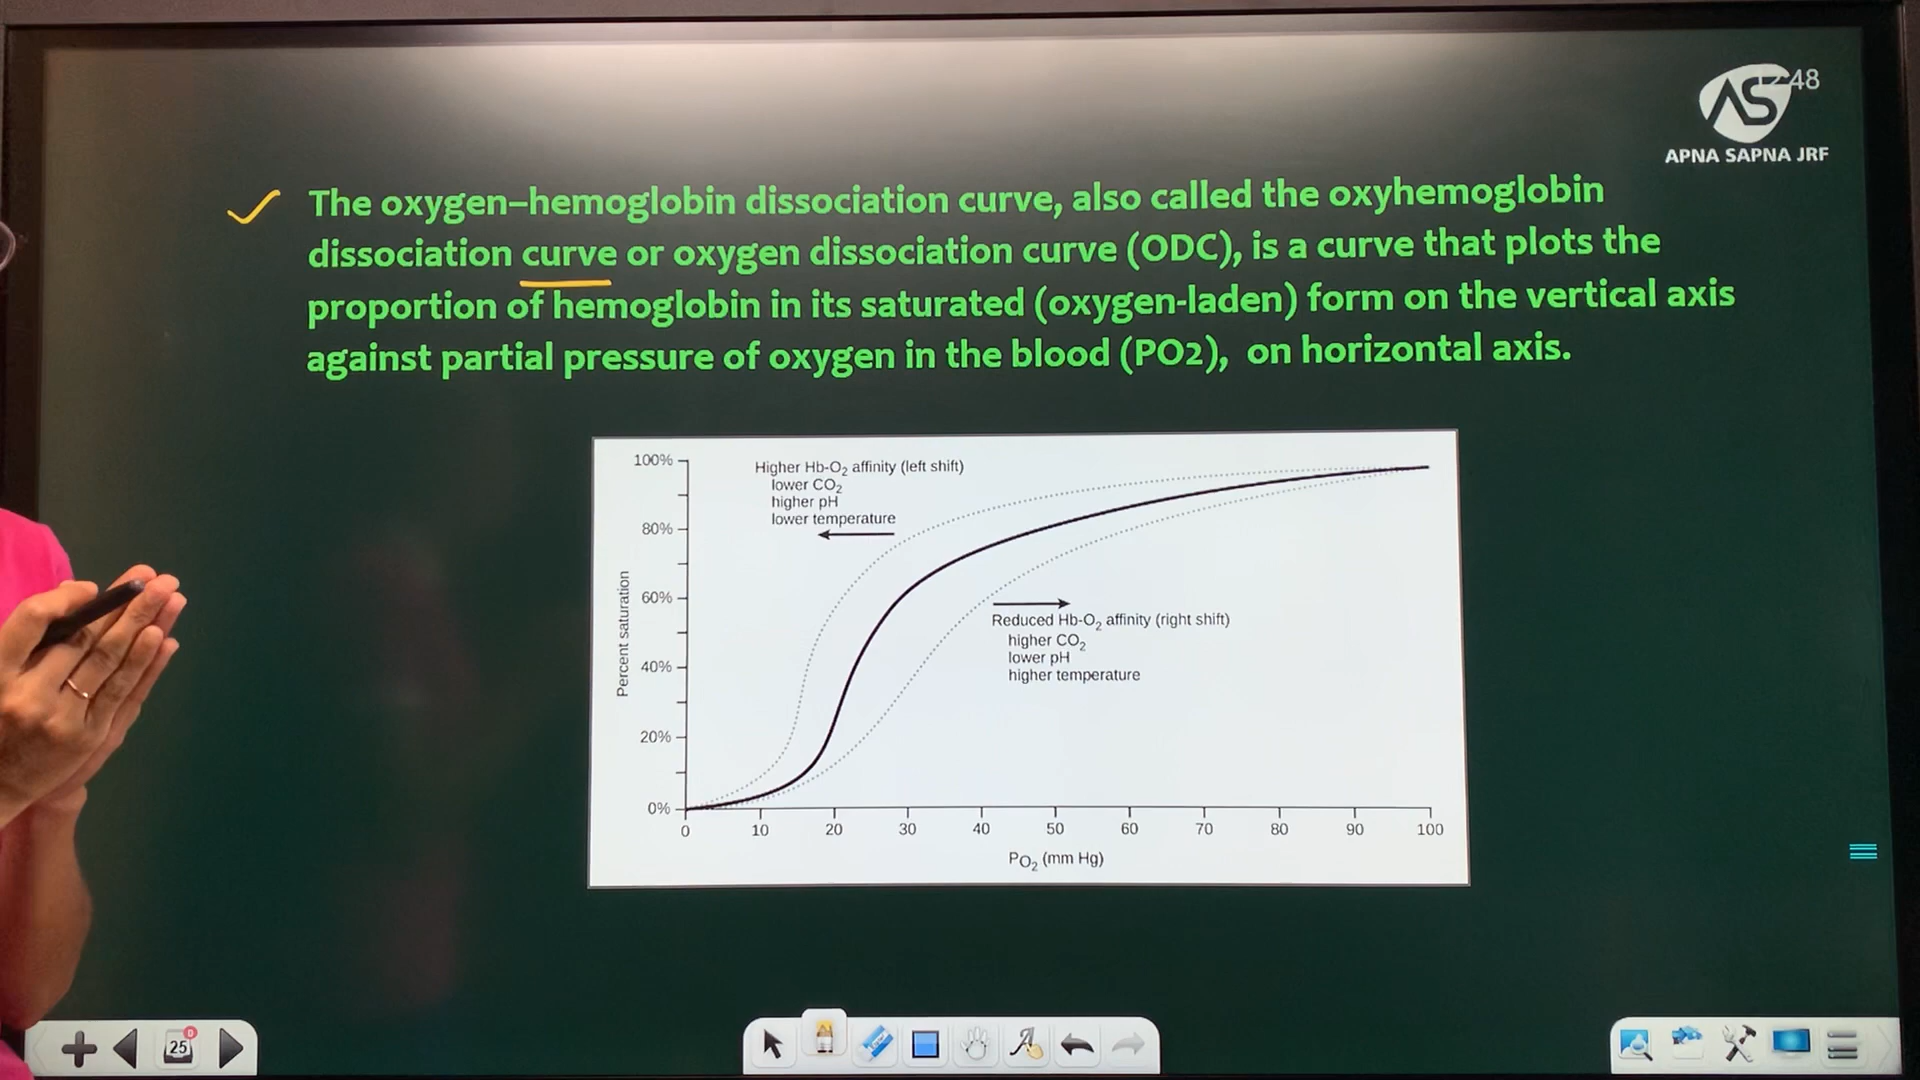 48
AS
APNA SAPNA JRF
The oxygen–hemoglobin dissociation curve, also called the oxyhemoglobin
dissociation curve or oxygen dissociation curve (ODC), is a curve that plots the
proportion of hemoglobin in its saturated (oxygen-laden) form on the vertical axis
against partial pressure of oxygen in the blood (PO2), on horizontal axis.
100%
80%
60%
40%
20%
0%
Percent saturation
Higher Hb-O₂ affinity (left shift)
lower CO₂
higher pH
lower temperature
Reduced Hb-O₂ affinity (right shift)
higher CO₂
lower pH
higher temperature
0 10 20 30 40 50 60 70 80 90 100
PO₂ (mm Hg)
25
0